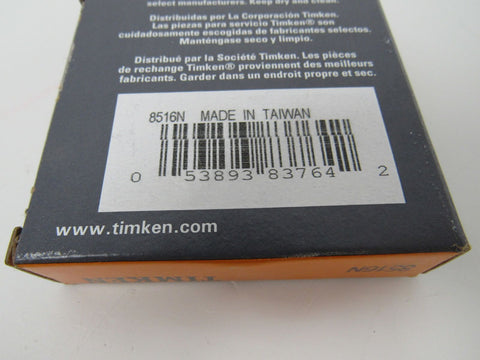 select manufacturers. Keep dry and clean.
Distribuidas por La Corporación Timken.
Las piezas para servicio Timken® son
cuidadosamente escogidas de fabricantes selectos.
Manténgase seco y limpio.
Distribué par la Société Timken. Les pièces
de rechange Timken® proviennent des meilleurs
fabricants. Garder dans un endroit propre et sec.
8516N MADE IN TAIWAN
0 53893 83764 2
www.timken.com
TIMKEN
8516N